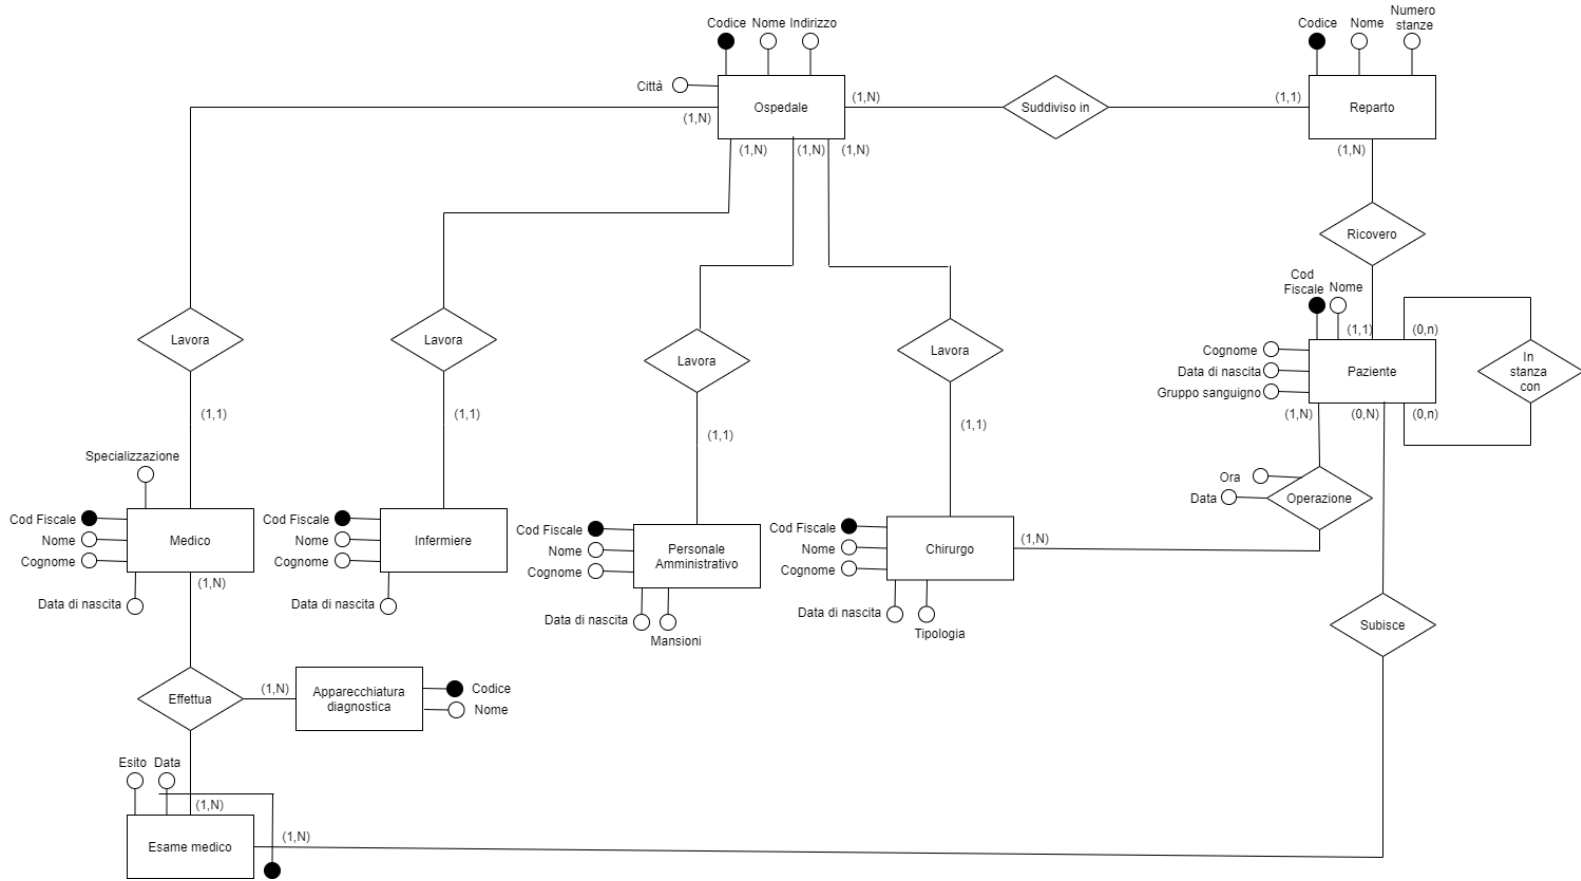 Codice
Nome
Indirizzo
Città
Ospedale
(1,N)
(1,N)
(1,N)
(1,N)
(1,N)
Suddiviso in
(1,1)
Codice
Nome
Numero
stanze
Reparto
(1,N)
Ricovero
Cod
Fiscale
Nome
(1,1)
(0,n)
Cognome
Data di nascita
Gruppo sanguigno
Paziente
In
stanza
con
(1,N)
(0,N)
(0,n)
Lavora
Lavora
Lavora
Lavora
(1,1)
(1,1)
(1,1)
(1,1)
Specializzazione
Cod Fiscale
Nome
Cognome
Medico
Data di nascita
(1,N)
Cod Fiscale
Nome
Cognome
Infermiere
Data di nascita
Cod Fiscale
Nome
Cognome
Personale
Amministrativo
Data di nascita
Mansioni
Cod Fiscale
Nome
Cognome
Chirurgo
Data di nascita
Tipologia
(1,N)
Ora
Data
Operazione
Subisce
Effettua
(1,N)
Apparecchiatura
diagnostica
Codice
Nome
Esito
Data
(1,N)
Esame medico
(1,N)